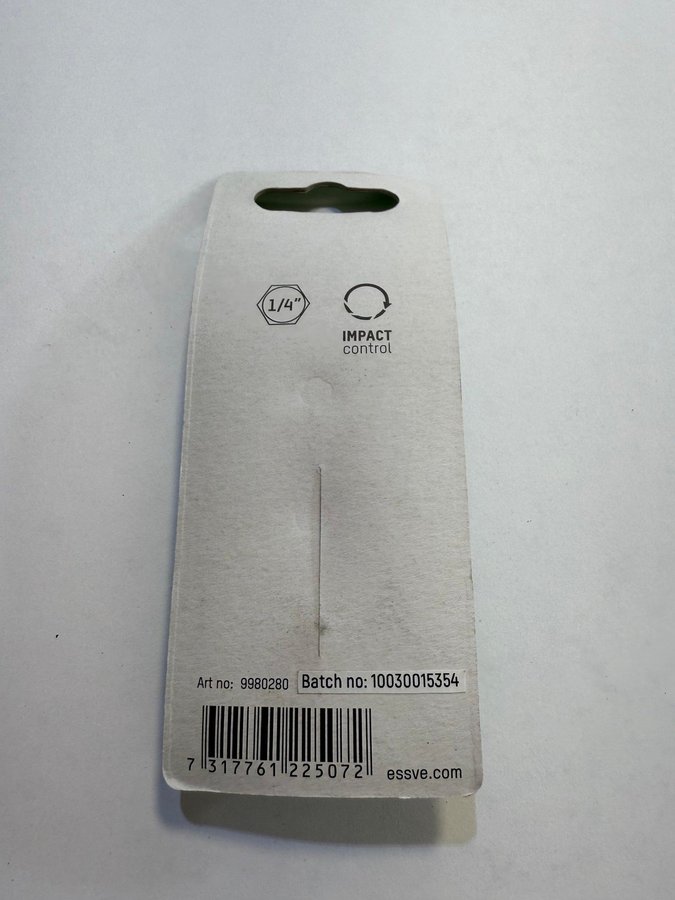 1/4"
IMPACT
control
Art no: 9980280 Batch no: 10030015354
7 317761 225072
essve.com